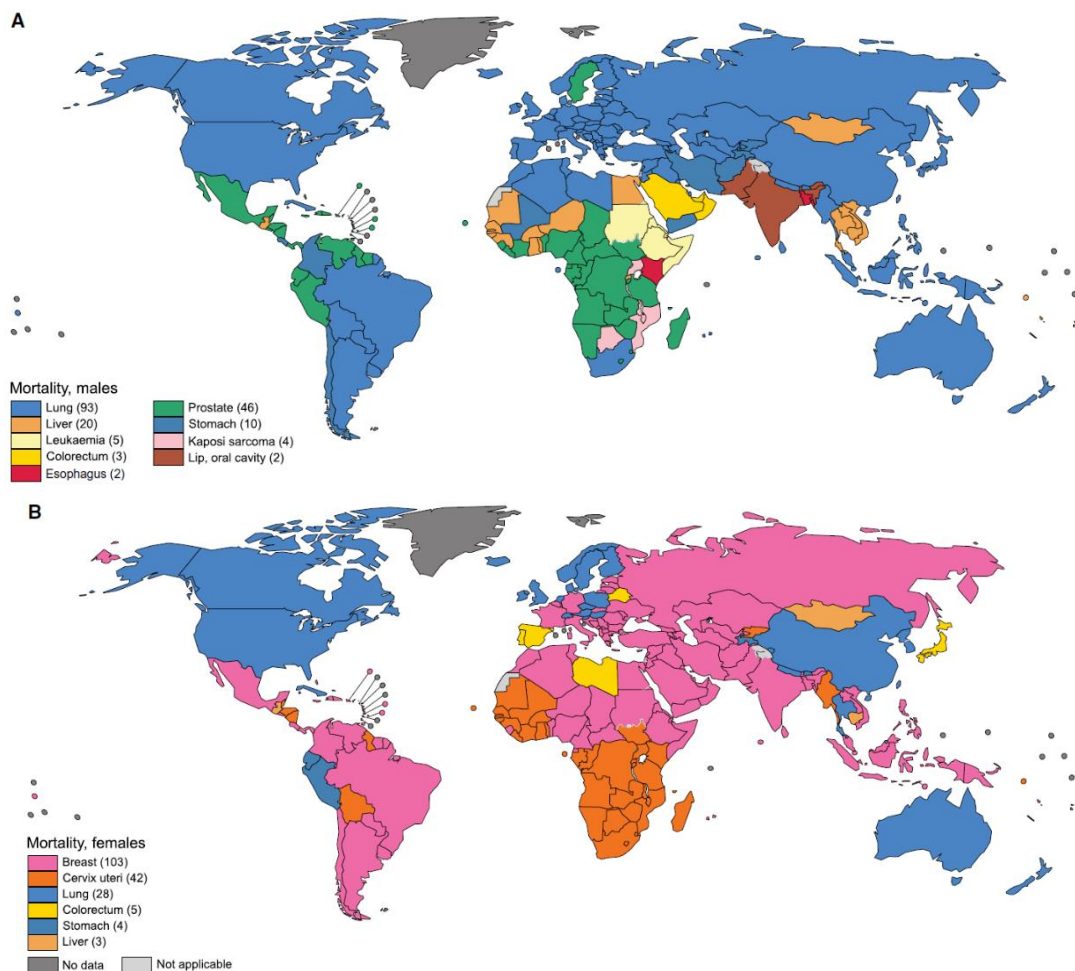 A
Mortality, males
Lung (93)
Liver (20)
Leukaemia (5)
Colorectum (3)
Esophagus (2)
Prostate (46)
Stomach (10)
Kaposi sarcoma (4)
Lip, oral cavity (2)
B
Mortality, females
Breast (103)
Cervix uteri (42)
Lung (28)
Colorectum (5)
Stomach (4)
Liver (3)
No data
Not applicable